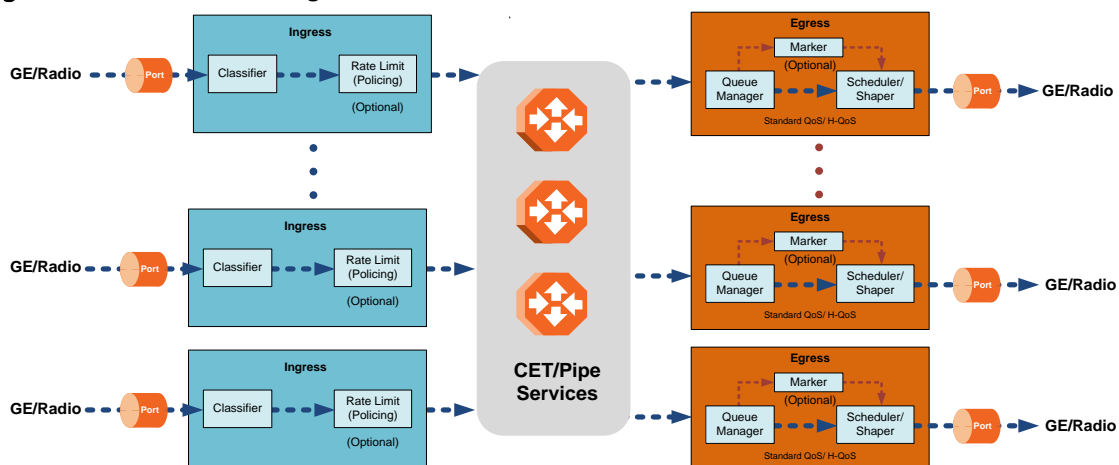 Ingress
GE/Radio
Port
Classifier
Rate Limit
(Policing)
(Optional)
Egress
Marker
(Optional)
Queue
Manager
Scheduler/
Shaper
Standard QoS/ H-QoS
Port
GE/Radio
Ingress
GE/Radio
Port
Classifier
Rate Limit
(Policing)
(Optional)
Egress
Marker
(Optional)
Queue
Manager
Scheduler/
Shaper
Standard QoS/ H-QoS
Port
GE/Radio
CET/Pipe
Services
Ingress
GE/Radio
Port
Classifier
Rate Limit
(Policing)
(Optional)
Egress
Marker
(Optional)
Queue
Manager
Scheduler/
Shaper
Standard QoS/ H-QoS
Port
GE/Radio